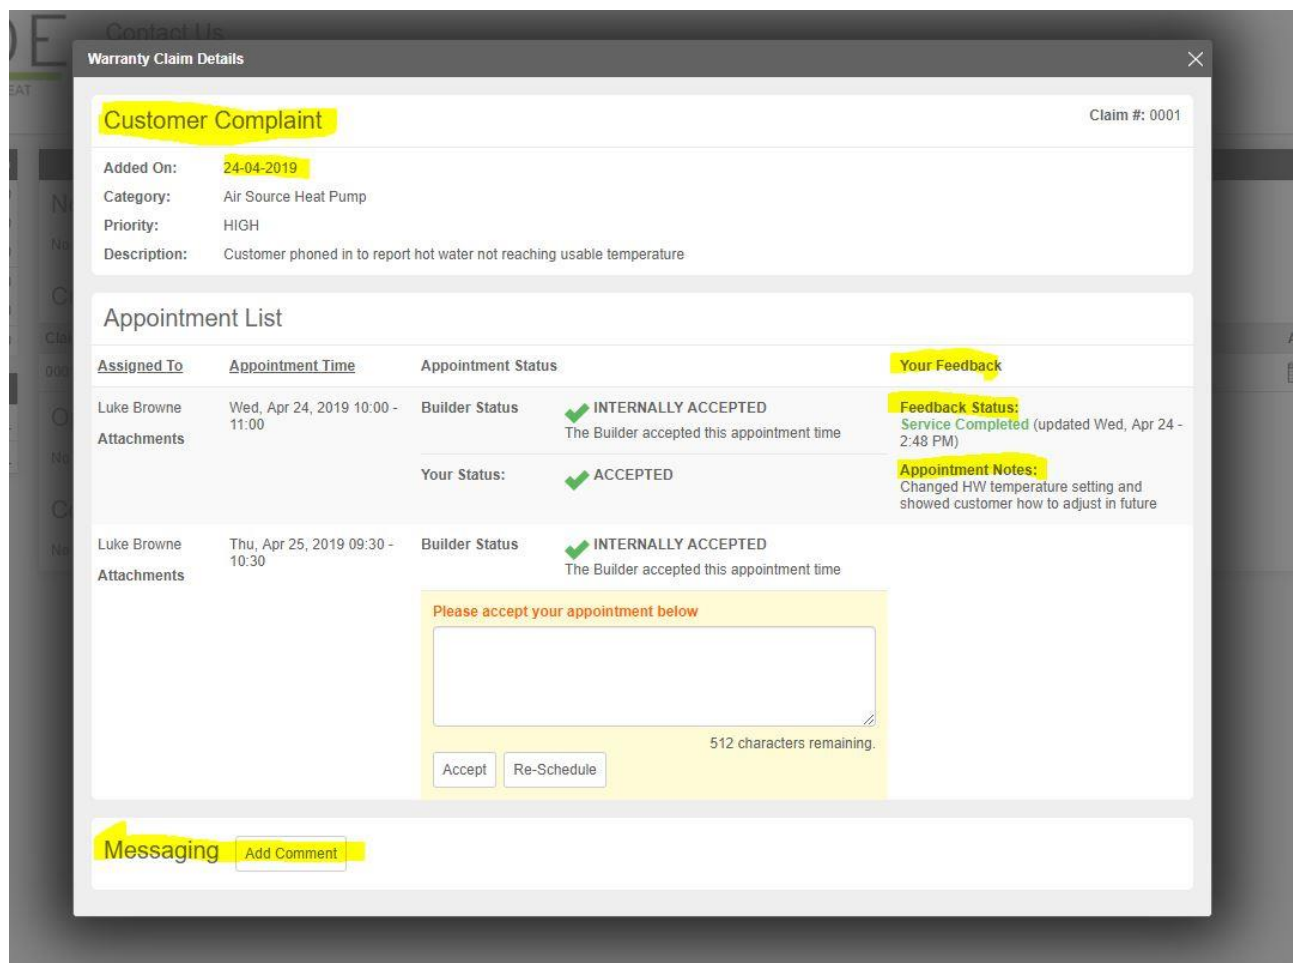 Contact Us
EAT
Warranty Claim Details
Customer Complaint
Claim #: 0001
Added On: 24-04-2019
Category: Air Source Heat Pump
Priority: HIGH
Description: Customer phoned in to report hot water not reaching usable temperature
Appointment List
Assigned To Appointment Time Appointment Status Your Feedback
Luke Browne
Attachments
Wed, Apr 24, 2019 10:00 -
11:00
Builder Status INTERNALLY ACCEPTED
The Builder accepted this appointment time
Your Status: ACCEPTED
Feedback Status:
Service Completed (updated Wed, Apr 24 -
2:48 PM)
Appointment Notes:
Changed HW temperature setting and
showed customer how to adjust in future
Luke Browne
Attachments
Thu, Apr 25, 2019 09:30 -
10:30
Builder Status INTERNALLY ACCEPTED
The Builder accepted this appointment time
Please accept your appointment below
512 characters remaining.
Accept Re-Schedule
Messaging Add Comment